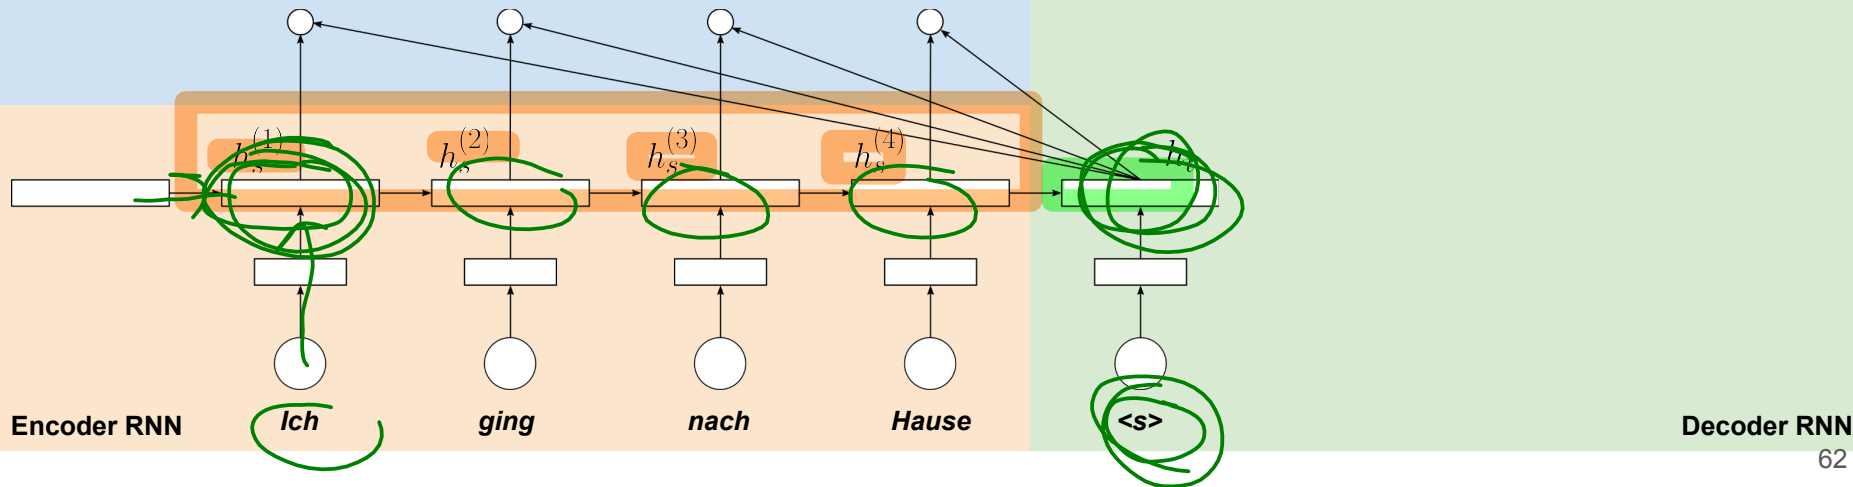 h_s^{(1)} h_s^{(2)} h_s^{(3)} h_s^{(4)} h_t
Encoder RNN Ich ging nach Hause <s> Decoder RNN
62